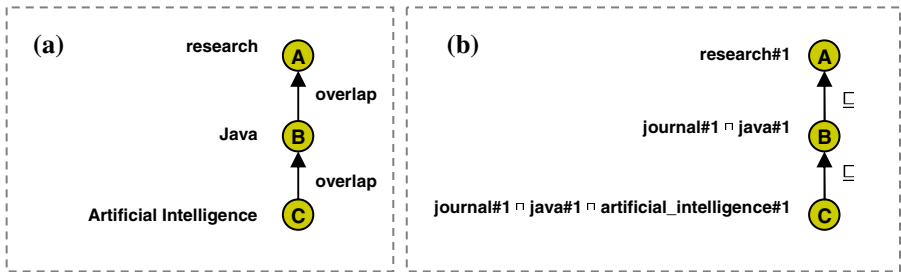 (a)
research A
overlap
Java B
overlap
Artificial Intelligence C
(b)
research#1 A
⊑
journal#1 ⊓ java#1 B
⊑
journal#1 ⊓ java#1 ⊓ artificial_intelligence#1 C